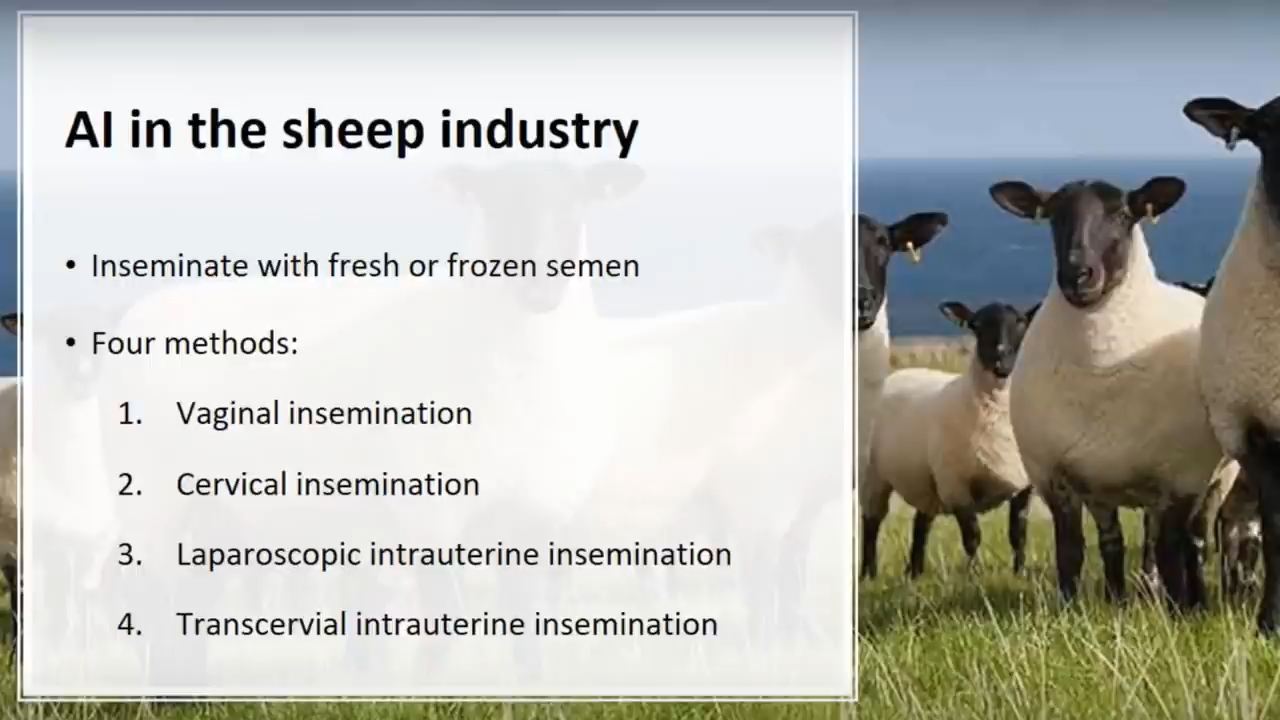 AI in the sheep industry
• Inseminate with fresh or frozen semen
• Four methods:
1. Vaginal insemination
2. Cervical insemination
3. Laparoscopic intrauterine insemination
4. Transcervial intrauterine insemination